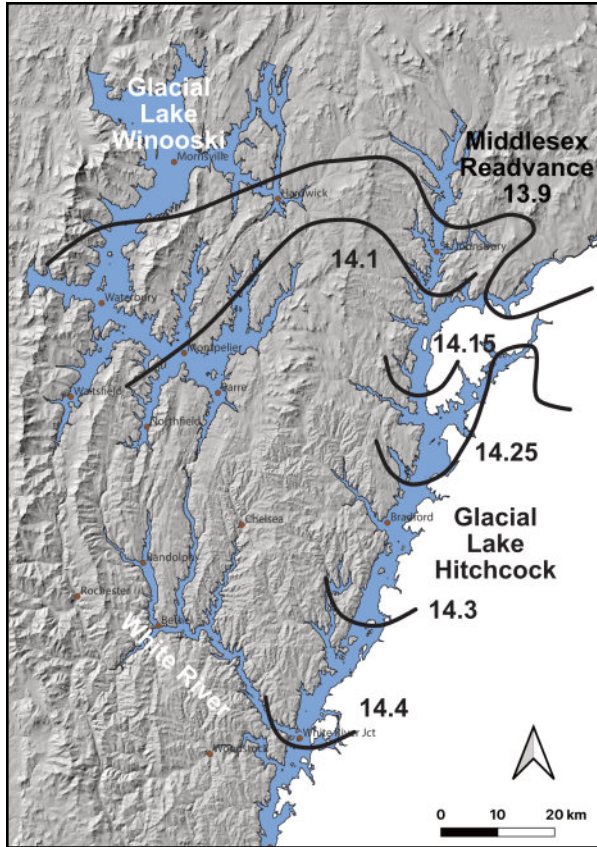 Glacial
Lake
Winooski
Morrisville
Middlesex
Readvance
13.9
Hardwick
St Johnsbury
14.1
Waterbury
14.15
Montpelier
Waitsfield
Barre
Northfield
14.25
Glacial
Lake
Hitchcock
Bradford
Chelsea
Randolph
Rochester
14.3
Bethel
White River
14.4
White River Jct
Woodstock
0 10 20 km